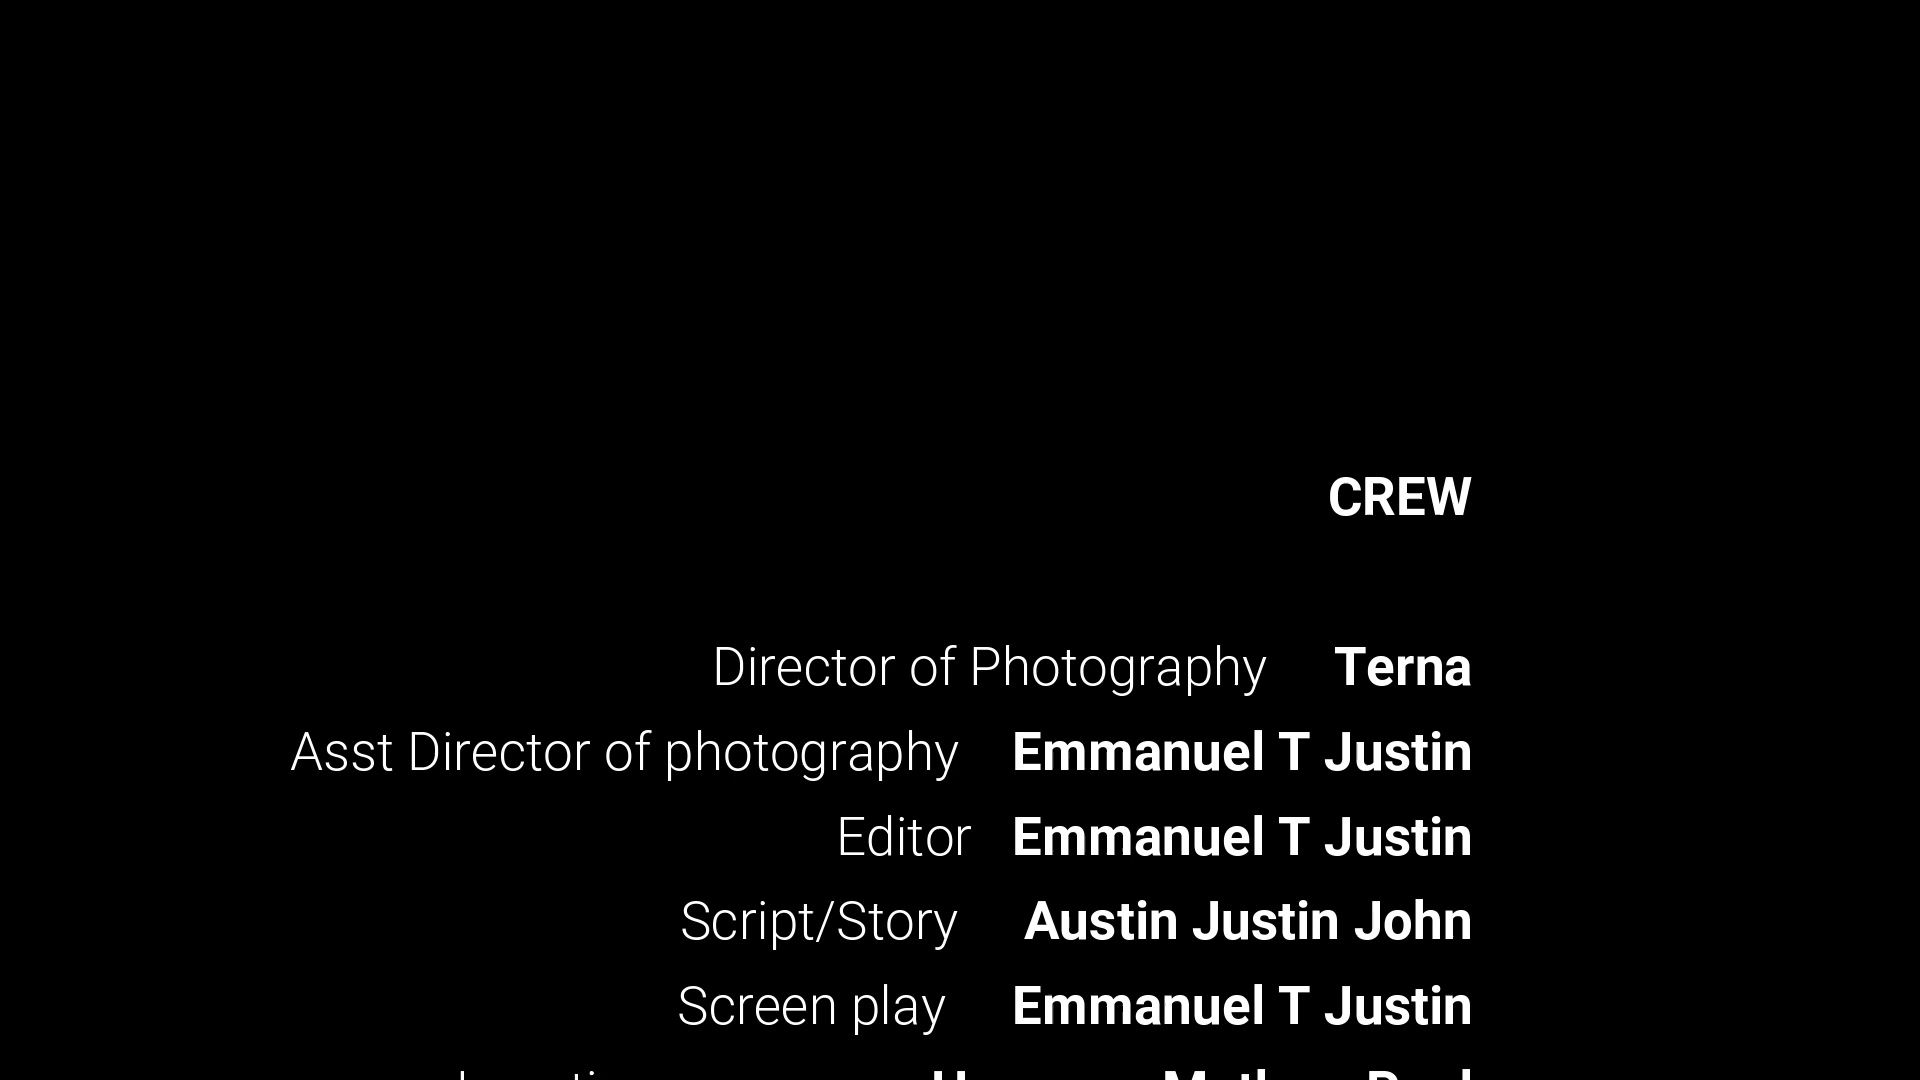 CREW
Director of Photography Terna
Asst Director of photography Emmanuel T Justin
Editor Emmanuel T Justin
Script/Story Austin Justin John
Screen play Emmanuel T Justin